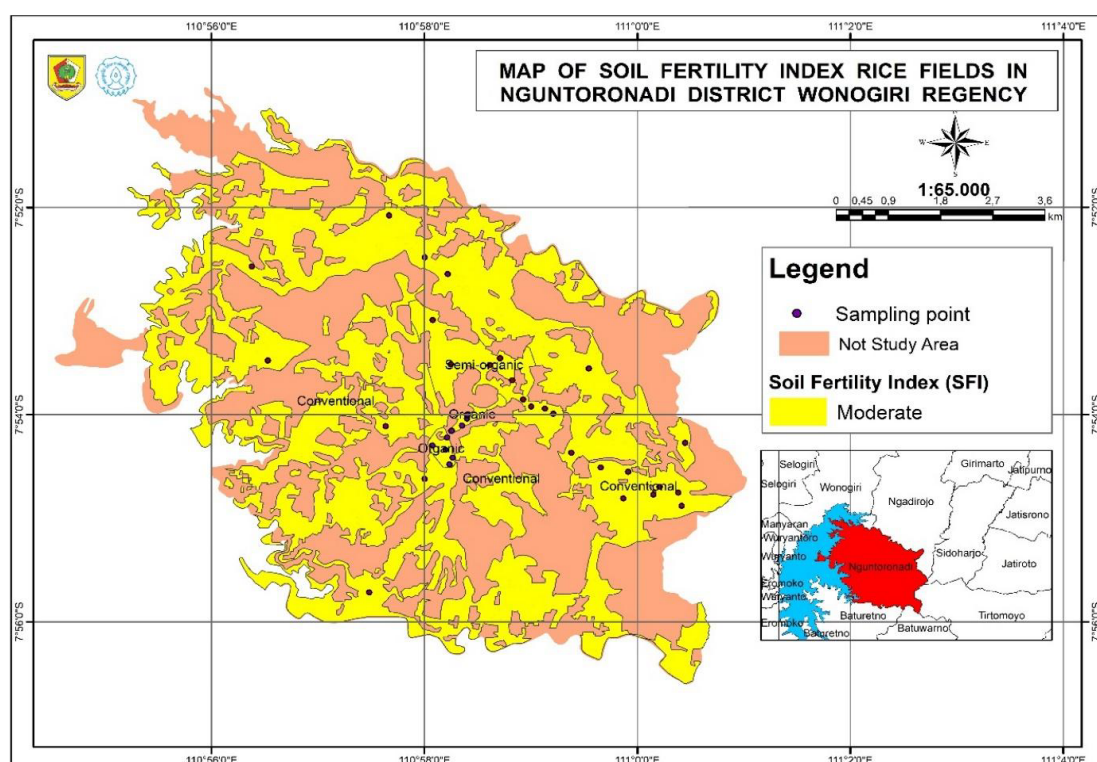 110°56'0"E 110°58'0"E 111°0'0"E 111°2'0"E 111°4'0"E
MAP OF SOIL FERTILITY INDEX RICE FIELDS IN
NGUNTORONADI DISTRICT WONOGIRI REGENCY
W E
S
1:65.000
0 0,45 0,9 1,8 2,7 3,6
km
7°52'0"S 7°52'0"S
Legend
Sampling point
Not Study Area
Soil Fertility Index (SFI)
Moderate
Semi-organic
Conventional
Organic
7°54'0"S 7°54'0"S
Organic
Conventional
Conventional
Selogiri
Girimarto
Jatipurno
Selogiri
Wonogiri
Ngadirojo
Jatisrono
Manyaran
Wuryantoro
Sidoharjo
Wuryanto
Nguntoronadi
Jatiroto
Eromoko
Wuryanto
Baturetno
Tirtomoyo
Eromoko
Batuwarno
Baturetno
7°56'0"S 7°56'0"S
110°56'0"E 110°58'0"E 111°0'0"E 111°2'0"E 111°4'0"E